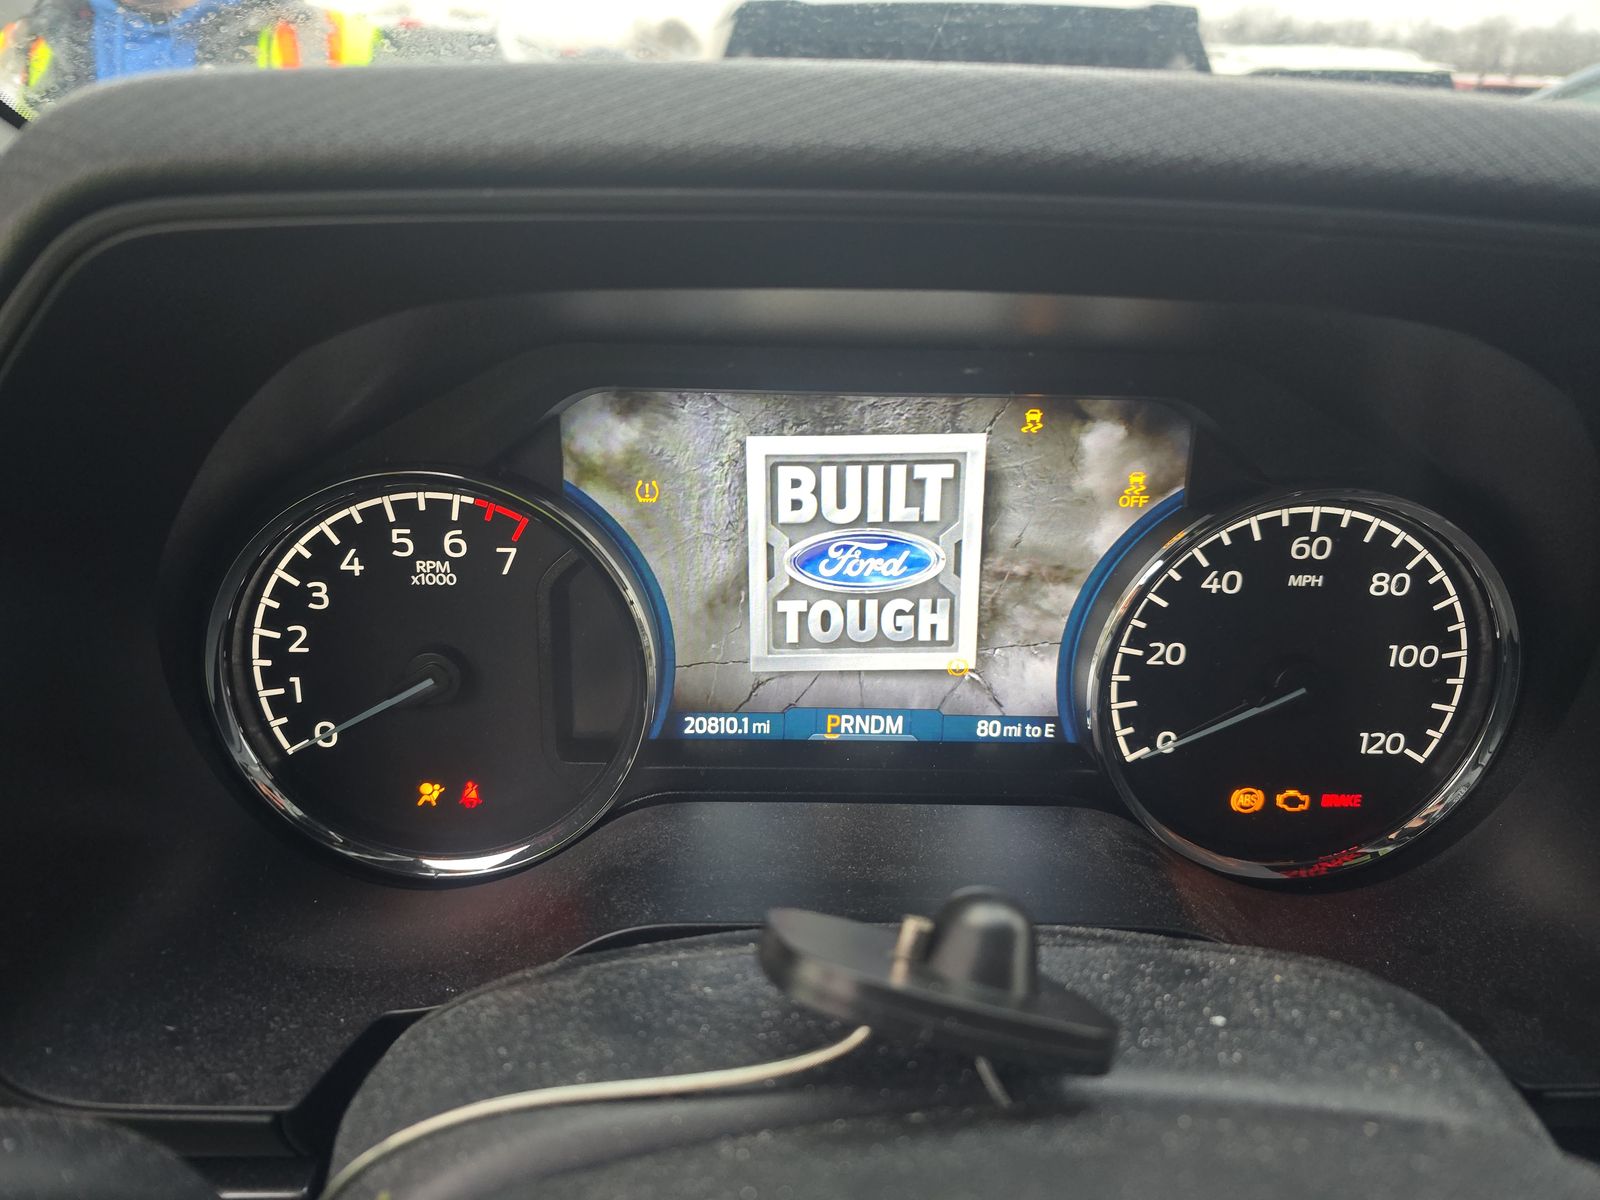 BUILT
Ford
TOUGH
OFF
20810.1 mi
PRNDM
80 mi to E
0
1
2
3
4
5
6
7
RPM
x1000
0
20
40
60
80
100
120
MPH
ABS
BRAKE